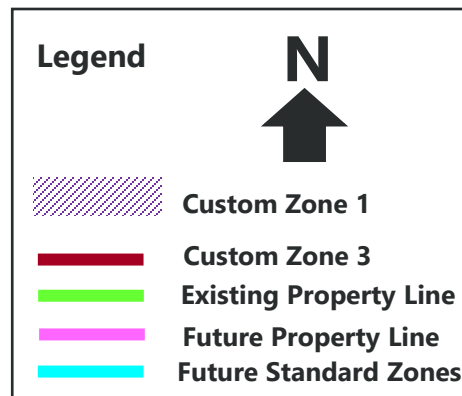 Legend
N
Custom Zone 1
Custom Zone 3
Existing Property Line
Future Property Line
Future Standard Zones